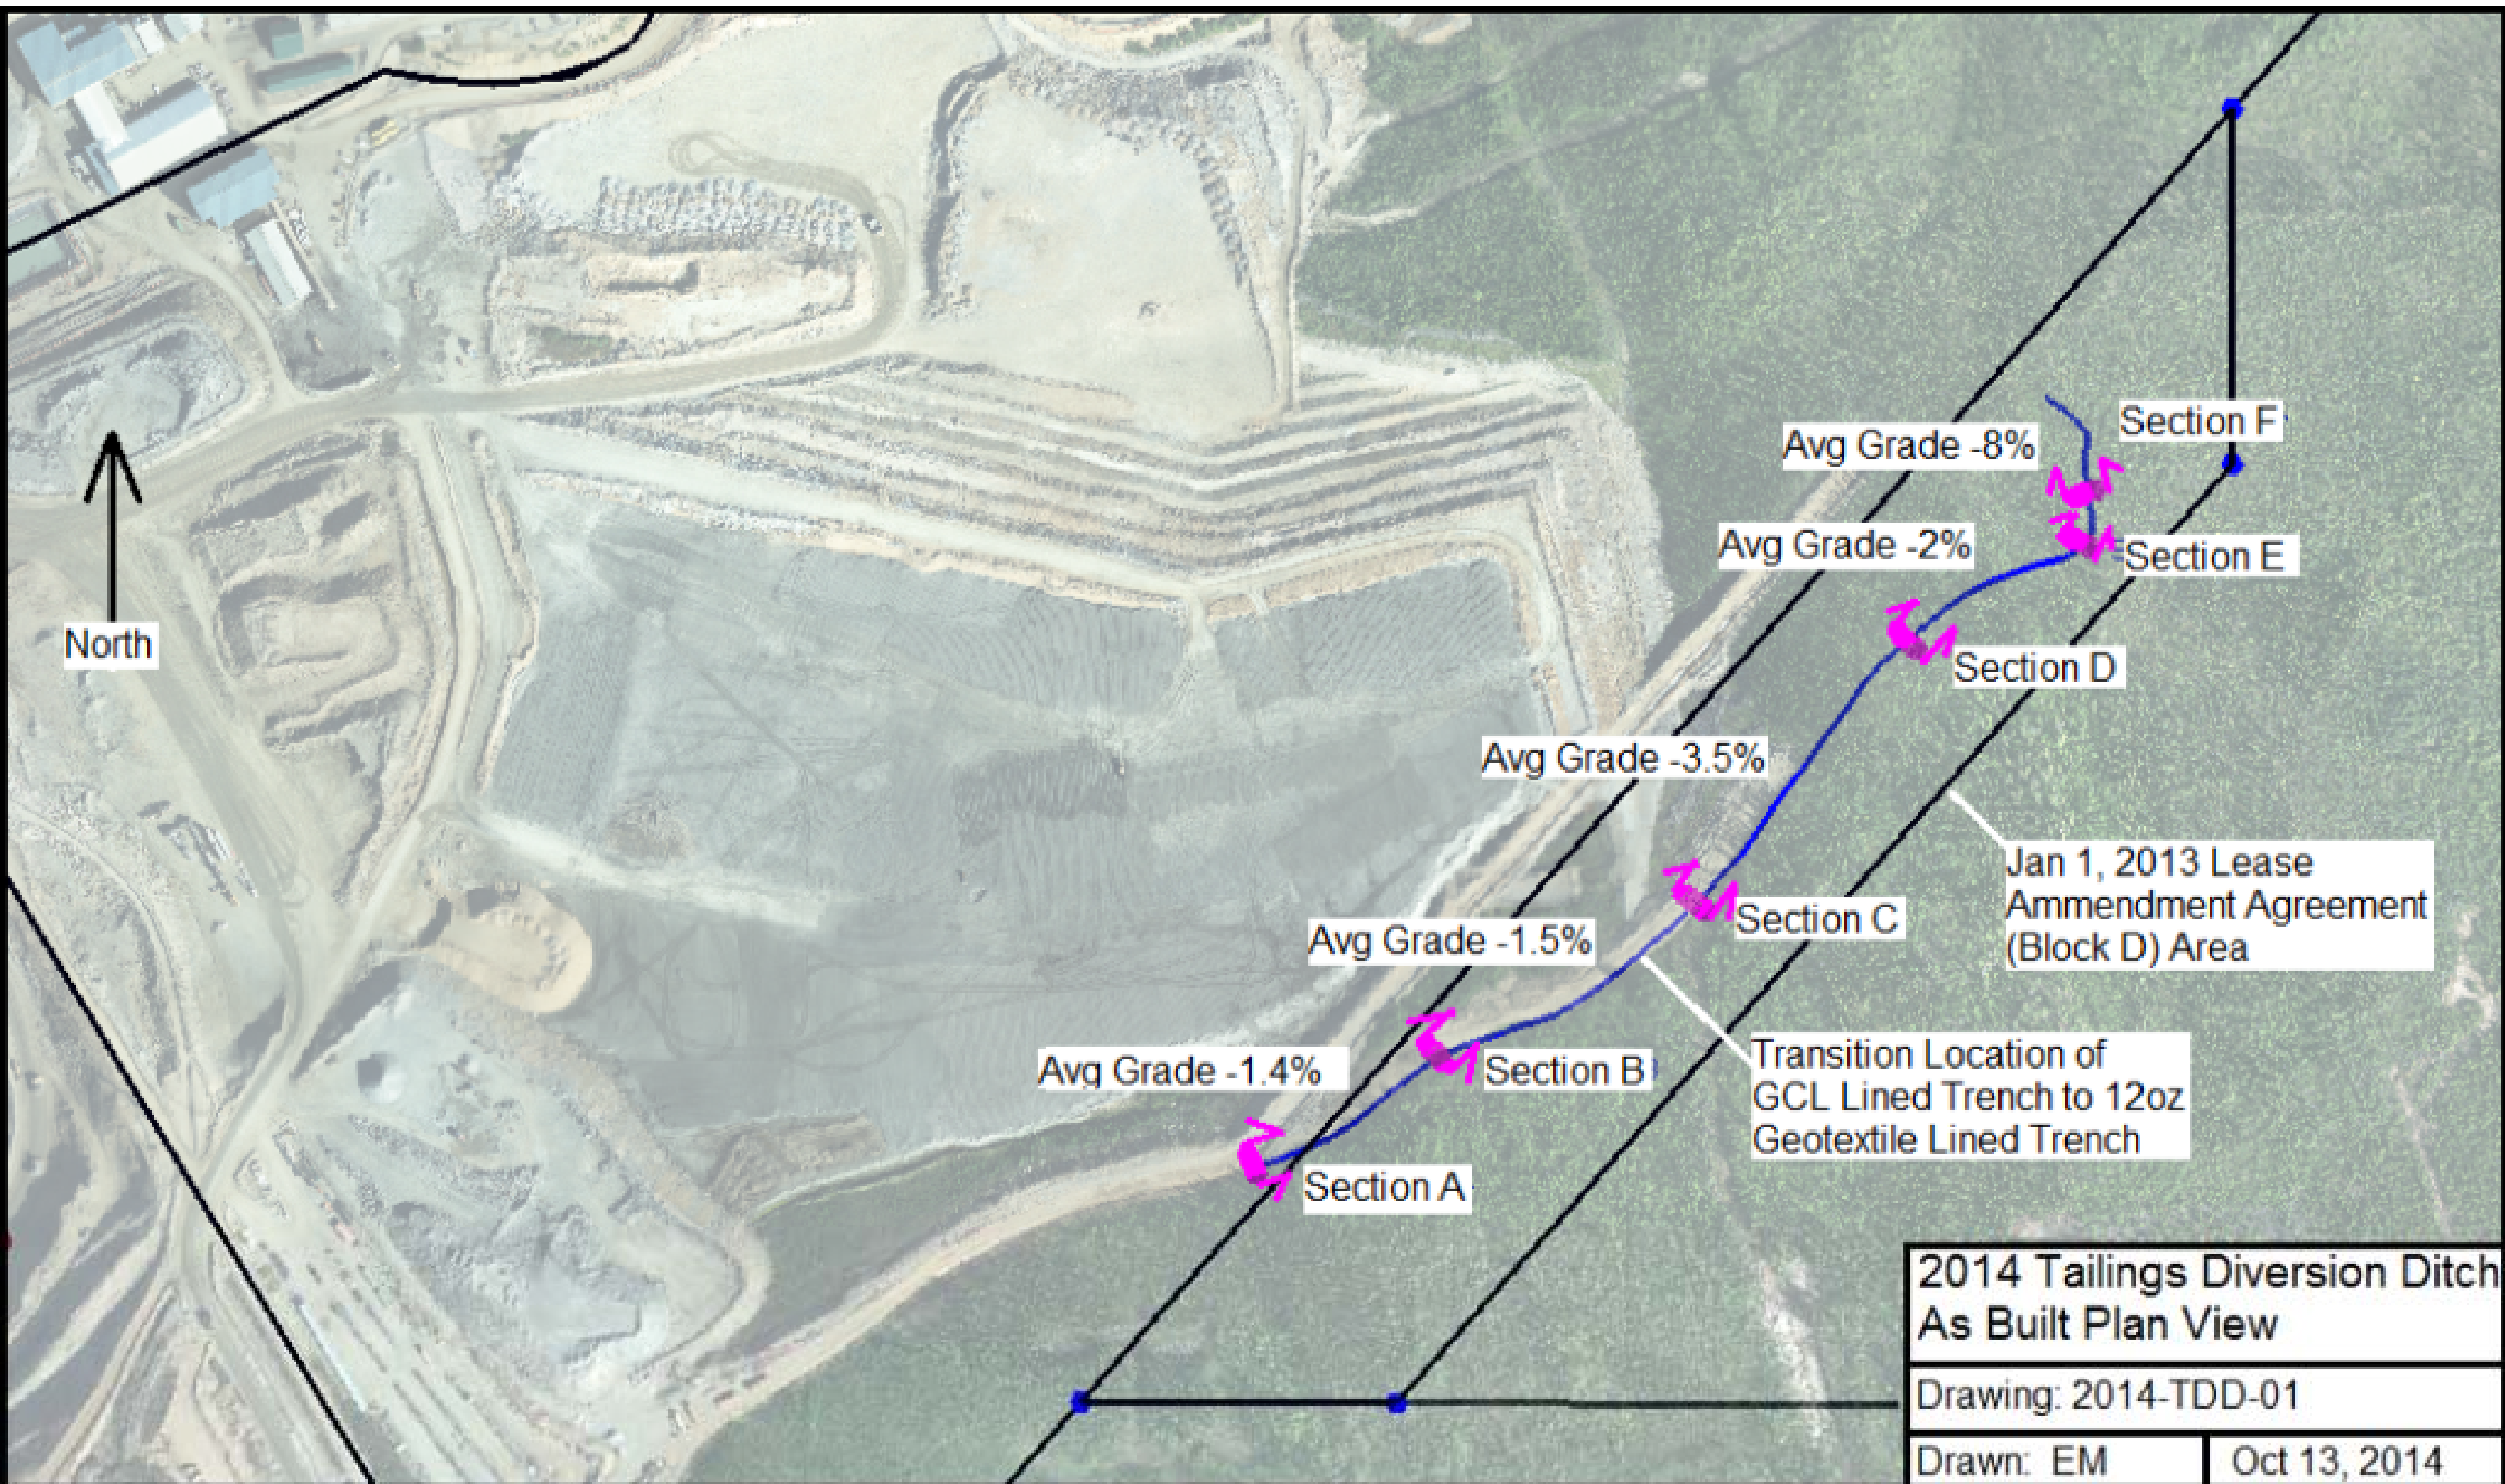 Section F
Avg Grade -8%
Avg Grade -2%
Section E
North
Section D
Avg Grade -3.5%
Jan 1, 2013 Lease
Ammendment Agreement
(Block D) Area
Section C
Avg Grade -1.5%
Transition Location of
GCL Lined Trench to 12oz
Geotextile Lined Trench
Avg Grade -1.4%
Section B
Section A
2014 Tailings Diversion Ditch
As Built Plan View
Drawing: 2014-TDD-01
Drawn: EM
Oct 13, 2014